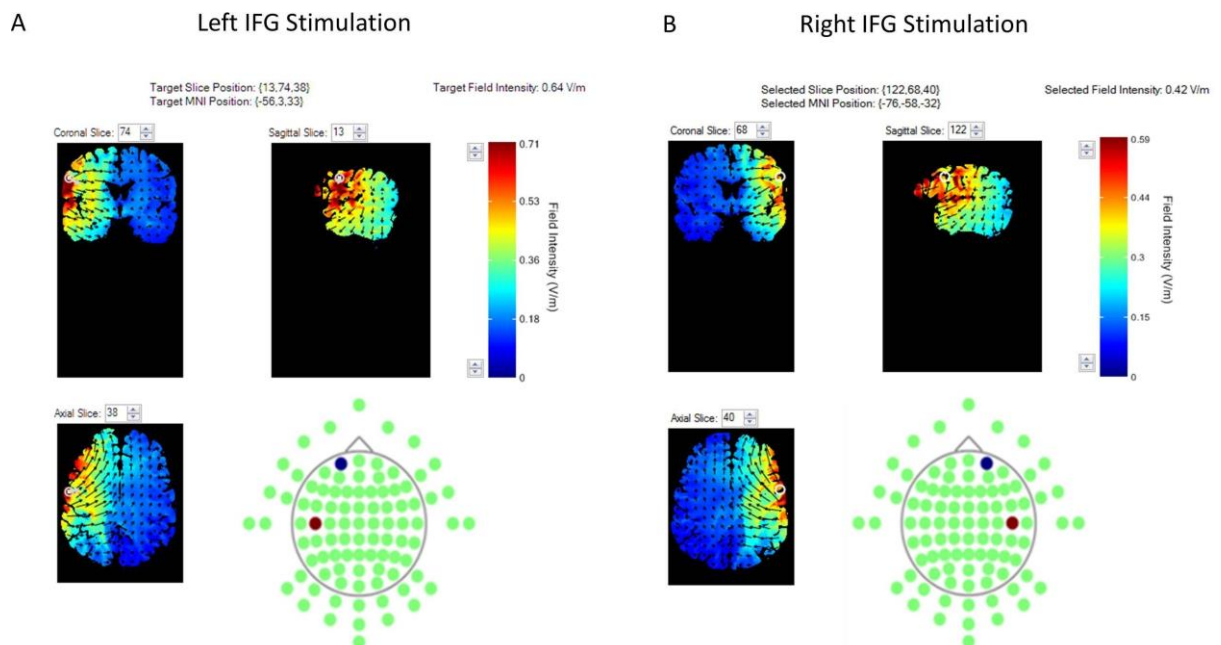 A
Left IFG Stimulation
Target Slice Position: {13,74,38}
Target MNI Position: {-56,3,33}
Target Field Intensity: 0.64 V/m
Coronal Slice: 74
Sagittal Slice: 13
0.71
0.53
0.36
0.18
0
Field Intensity (V/m)
Axial Slice: 38
B
Right IFG Stimulation
Selected Slice Position: {122,68,40}
Selected MNI Position: {-76,-58,-32}
Selected Field Intensity: 0.42 V/m
Coronal Slice: 68
Sagittal Slice: 122
0.59
0.44
0.3
0.15
0
Field Intensity (V/m)
Axial Slice: 40